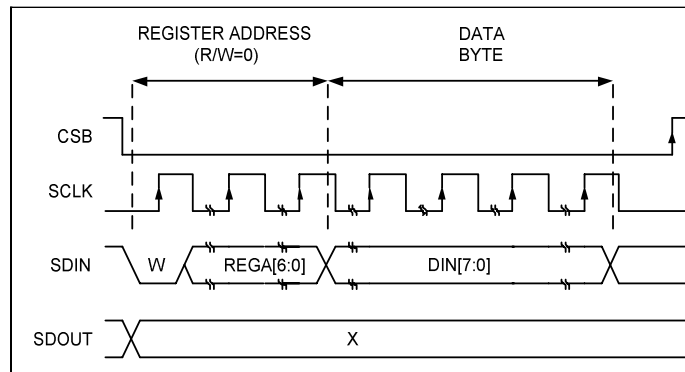 REGISTER ADDRESS
(R/W=0)
DATA
BYTE
CSB
SCLK
SDIN
W
REGA[6:0]
DIN[7:0]
SDOUT
X